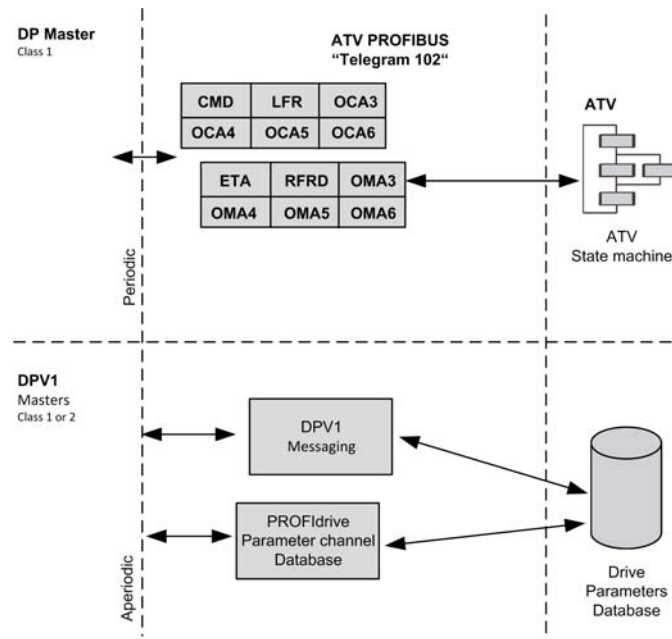 DP Master
Class 1
ATV PROFIBUS
“Telegram 102“
CMD LFR OCA3
OCA4 OCA5 OCA6
ETA RFRD OMA3
OMA4 OMA5 OMA6
ATV
ATV
State machine
Periodic
DPV1
Masters
Class 1 or 2
DPV1
Messaging
PROFIdrive
Parameter channel
Database
Drive
Parameters
Database
Aperiodic